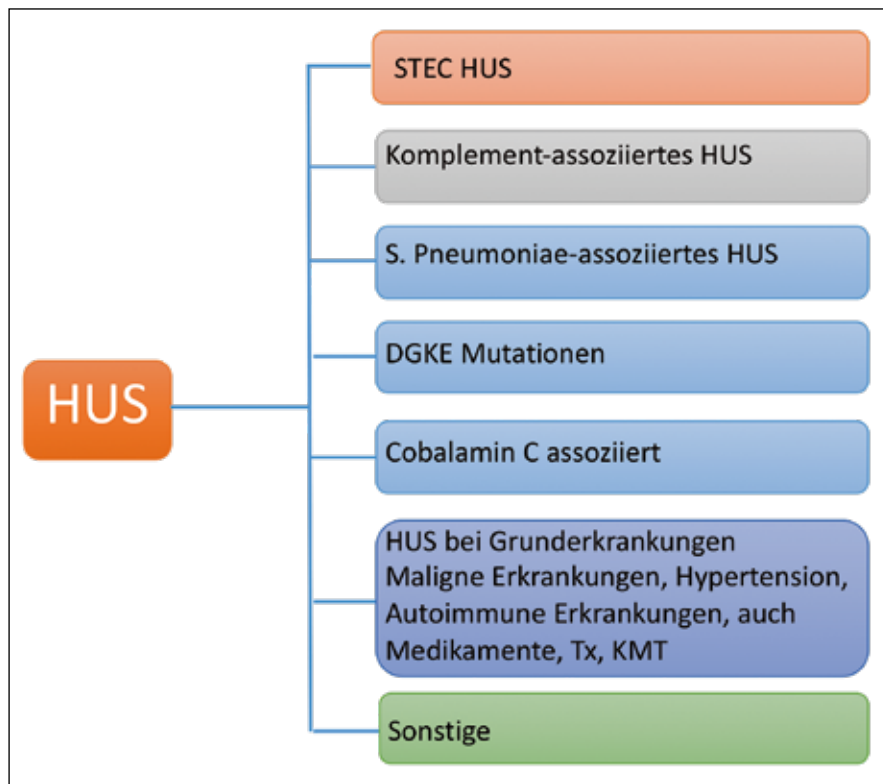 HUS
STEC HUS
Komplement-assoziiertes HUS
S. Pneumoniae-assoziiertes HUS
DGKE Mutationen
Cobalamin C assoziiert
HUS bei Grunderkrankungen
Maligne Erkrankungen, Hypertension,
Autoimmune Erkrankungen, auch
Medikamente, Tx, KMT
Sonstige